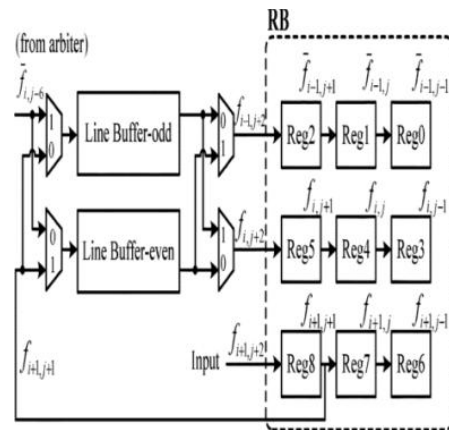 RB
(from arbiter)
f̄i,j-6
f̄i-1,j+1 f̄i-1,j f̄i-1,j-1
1
0
Line Buffer-odd
0
1
fi-1,j+2
Reg2 Reg1 Reg0
fi,j+1 fi,j fi,j-1
0
1
Line Buffer-even
1
0
fi,j+2
Reg5 Reg4 Reg3
fi+1,j+1 fi+1,j fi+1,j-1
fi+1,j+1
Input
fi+1,j+2
Reg8 Reg7 Reg6